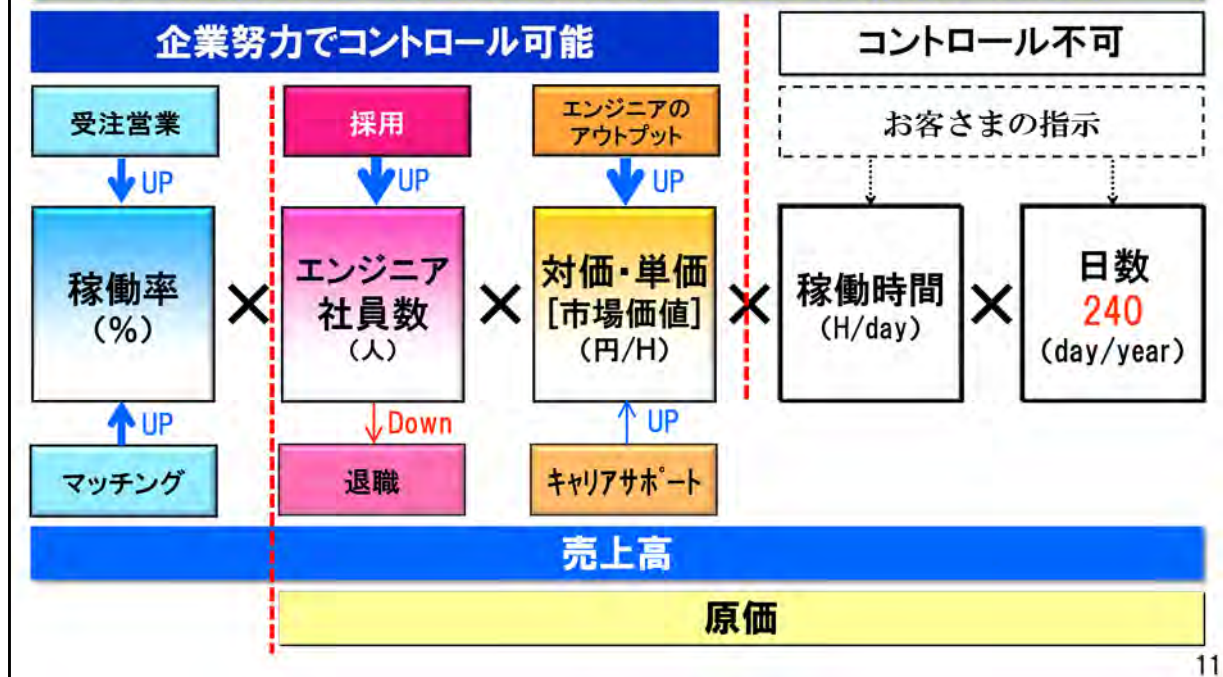 企業努力でコントロール可能
コントロール不可
受注営業
採用
エンジニアの
アウトプット
お客さまの指示
UP
UP
UP
稼働率
(%)
×
エンジニア
社員数
(人)
×
対価・単価
[市場価値]
(円/H)
×
稼働時間
(H/day)
×
日数
240
(day/year)
UP
Down
UP
マッチング
退職
キャリアサポート
売上高
原価
11